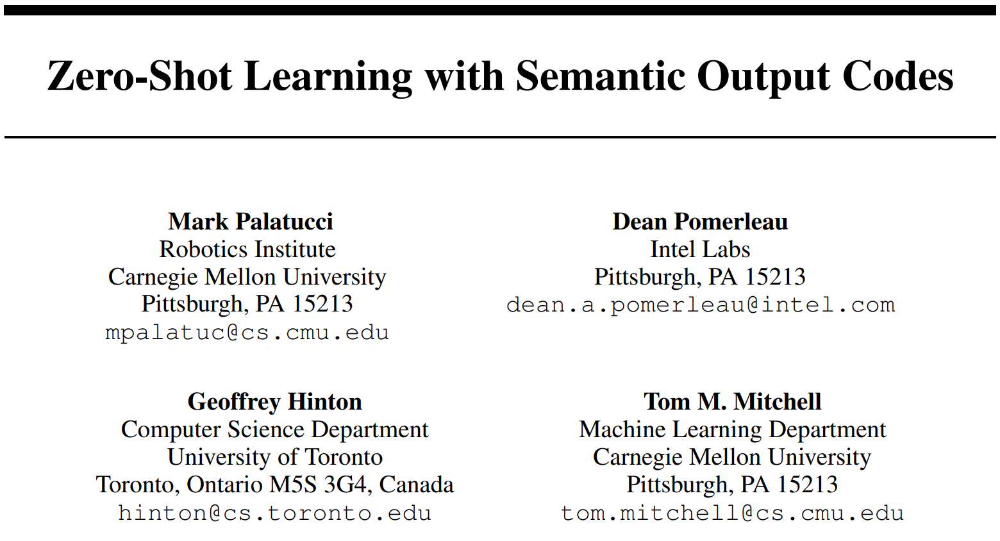 Zero-Shot Learning with Semantic Output Codes
Mark Palatucci
Robotics Institute
Carnegie Mellon University
Pittsburgh, PA 15213
mpalatuc@cs.cmu.edu
Dean Pomerleau
Intel Labs
Pittsburgh, PA 15213
dean.a.pomerleau@intel.com
Geoffrey Hinton
Computer Science Department
University of Toronto
Toronto, Ontario M5S 3G4, Canada
hinton@cs.toronto.edu
Tom M. Mitchell
Machine Learning Department
Carnegie Mellon University
Pittsburgh, PA 15213
tom.mitchell@cs.cmu.edu